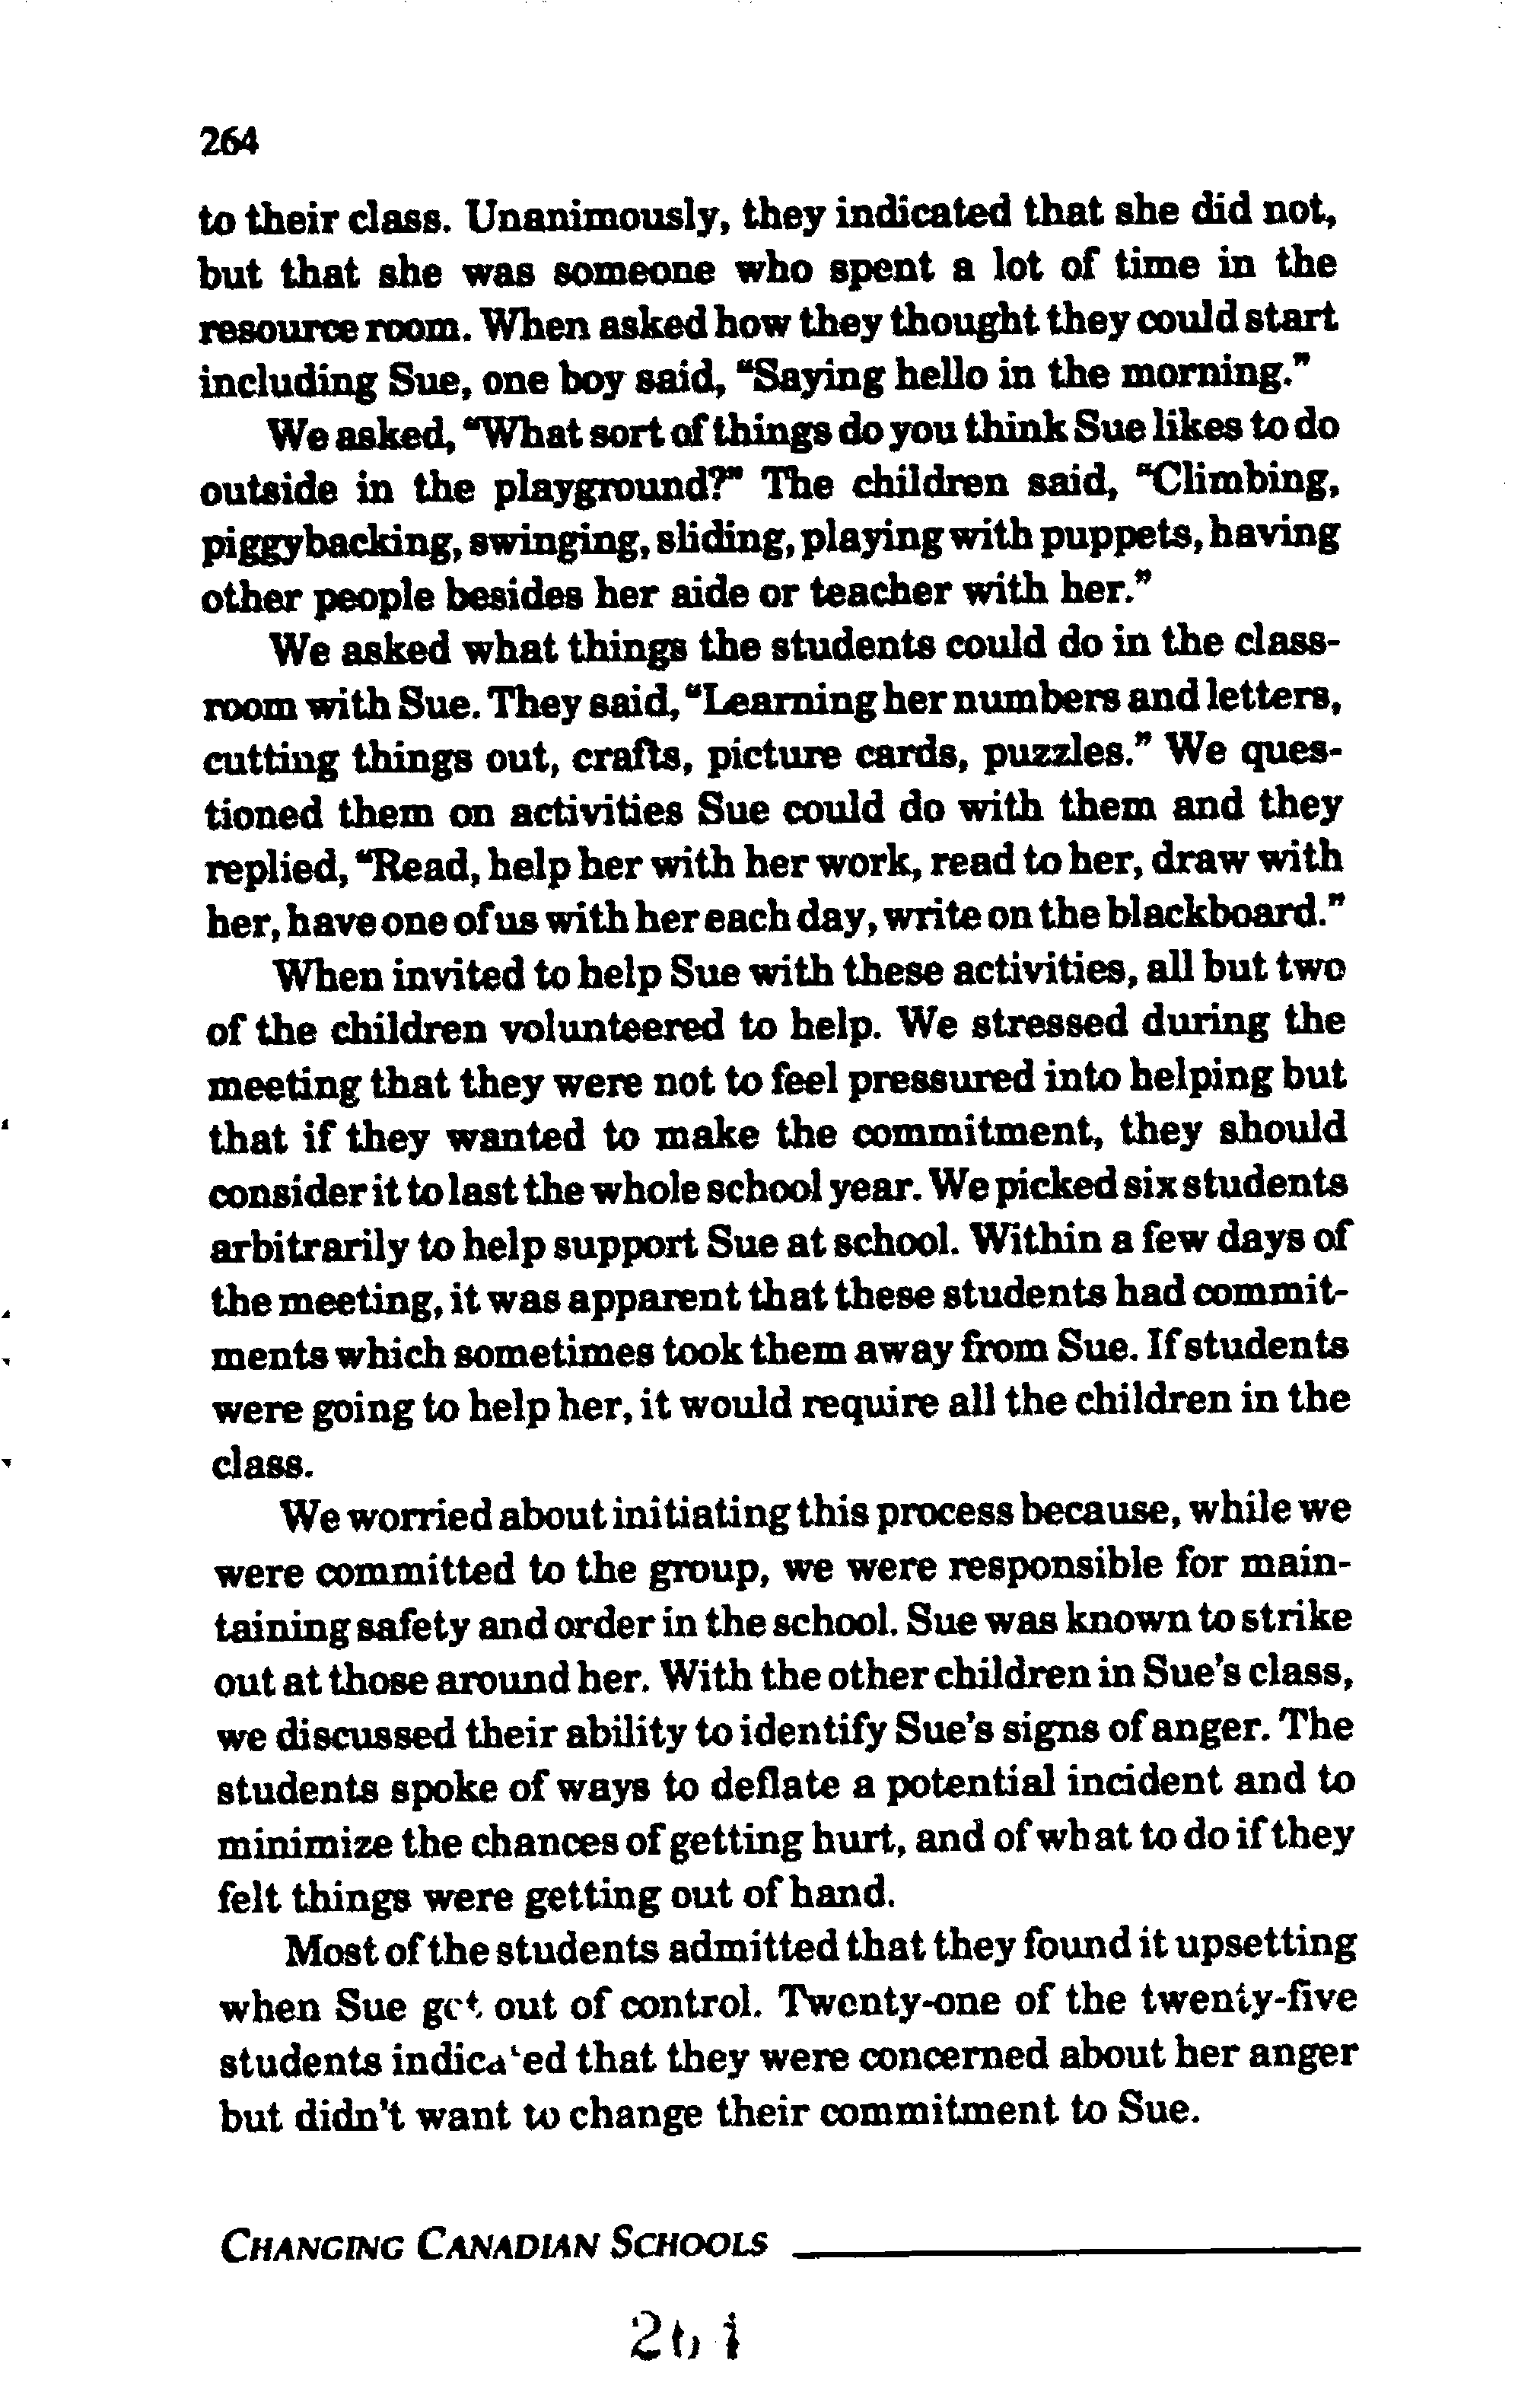 264
to their class. Unanimously, they indicated that she did not,
but that she was someone who spent a lot of time in the
resource room. When asked how they thought they could start
including Sue, one boy said, “Saying hello in the morning.”
We asked, “What sort of things do you think Sue likes to do
outside in the playground?” The children said, “Climbing,
piggybacking, swinging, sliding, playing with puppets, having
other people besides her aide or teacher with her.”
We asked what things the students could do in the class-
room with Sue. They said, “Learning her numbers and letters,
cutting things out, crafts, picture cards, puzzles.” We ques-
tioned them on activities Sue could do with them and they
replied, “Read, help her with her work, read to her, draw with
her, have one of us with her each day, write on the blackboard.”
When invited to help Sue with these activities, all but two
of the children volunteered to help. We stressed during the
meeting that they were not to feel pressured into helping but
that if they wanted to make the commitment, they should
consider it to last the whole school year. We picked six students
arbitrarily to help support Sue at school. Within a few days of
the meeting, it was apparent that these students had commit-
ments which sometimes took them away from Sue. If students
were going to help her, it would require all the children in the
class.
We worried about initiating this process because, while we
were committed to the group, we were responsible for main-
taining safety and order in the school. Sue was known to strike
out at those around her. With the other children in Sue's class,
we discussed their ability to identify Sue's signs of anger. The
students spoke of ways to deflate a potential incident and to
minimize the chances of getting hurt, and of what to do if they
felt things were getting out of hand.
Most of the students admitted that they found it upsetting
when Sue got out of control. Twenty-one of the twenty-five
students indicated that they were concerned about her anger
but didn't want to change their commitment to Sue.
CHANGING CANADIAN SCHOOLS